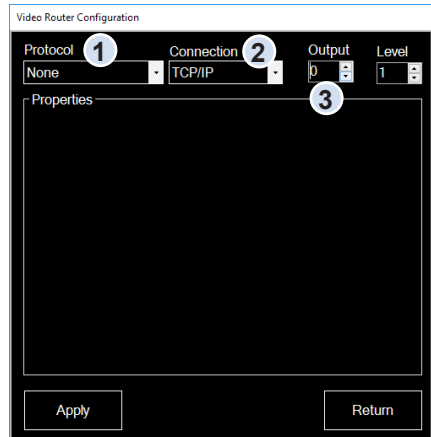 Video Router Configuration
Protocol 1 Connection 2 Output Level
None TCP/IP 0 1
3
Properties
Apply Return